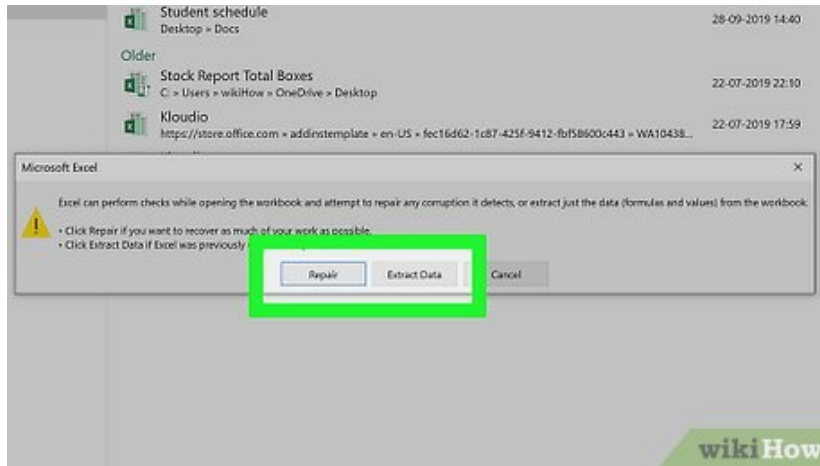 Student schedule
Desktop » Docs
28-09-2019 14:40
Older
Stock Report Total Boxes
C: » Users » wikiHow » OneDrive » Desktop
22-07-2019 22:10
Kloudio
https://store.office.com » addinstemplate » en-US » fec16d62-1c87-425f-9412-fbf58600c443 » WA10438...
22-07-2019 17:59
Microsoft Excel
Excel can perform checks while opening the workbook and attempt to repair any corruption it detects, or extract just the data (formulas and values) from the workbook.
• Click Repair if you want to recover as much of your work as possible.
• Click Extract Data if Excel was previously
Repair
Extract Data
Cancel
wikiHow